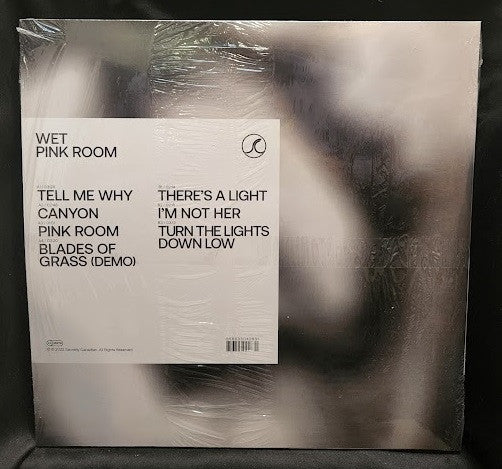 WET
PINK ROOM
TELL ME WHY
CANYON
PINK ROOM
BLADES OF
GRASS (DEMO)
THERE'S A LIGHT
I'M NOT HER
TURN THE LIGHTS
DOWN LOW